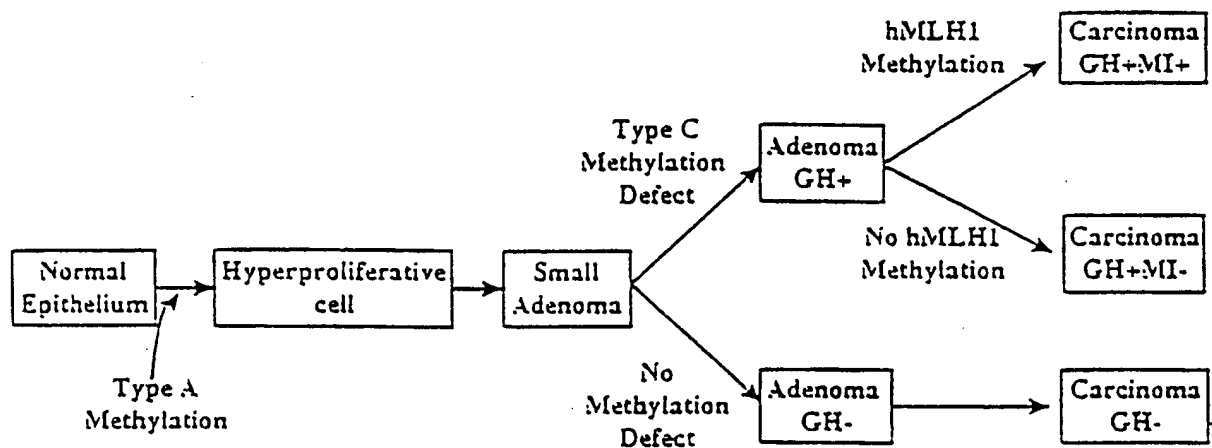 Normal
Epithelium
Type A
Methylation
Hyperproliferative
cell
Small
Adenoma
Type C
Methylation
Defect
Adenoma
GH+
hMLH1
Methylation
Carcinoma
GH+MI+
No hMLH1
Methylation
Carcinoma
GH+MI-
No
Methylation
Defect
Adenoma
GH-
Carcinoma
GH-